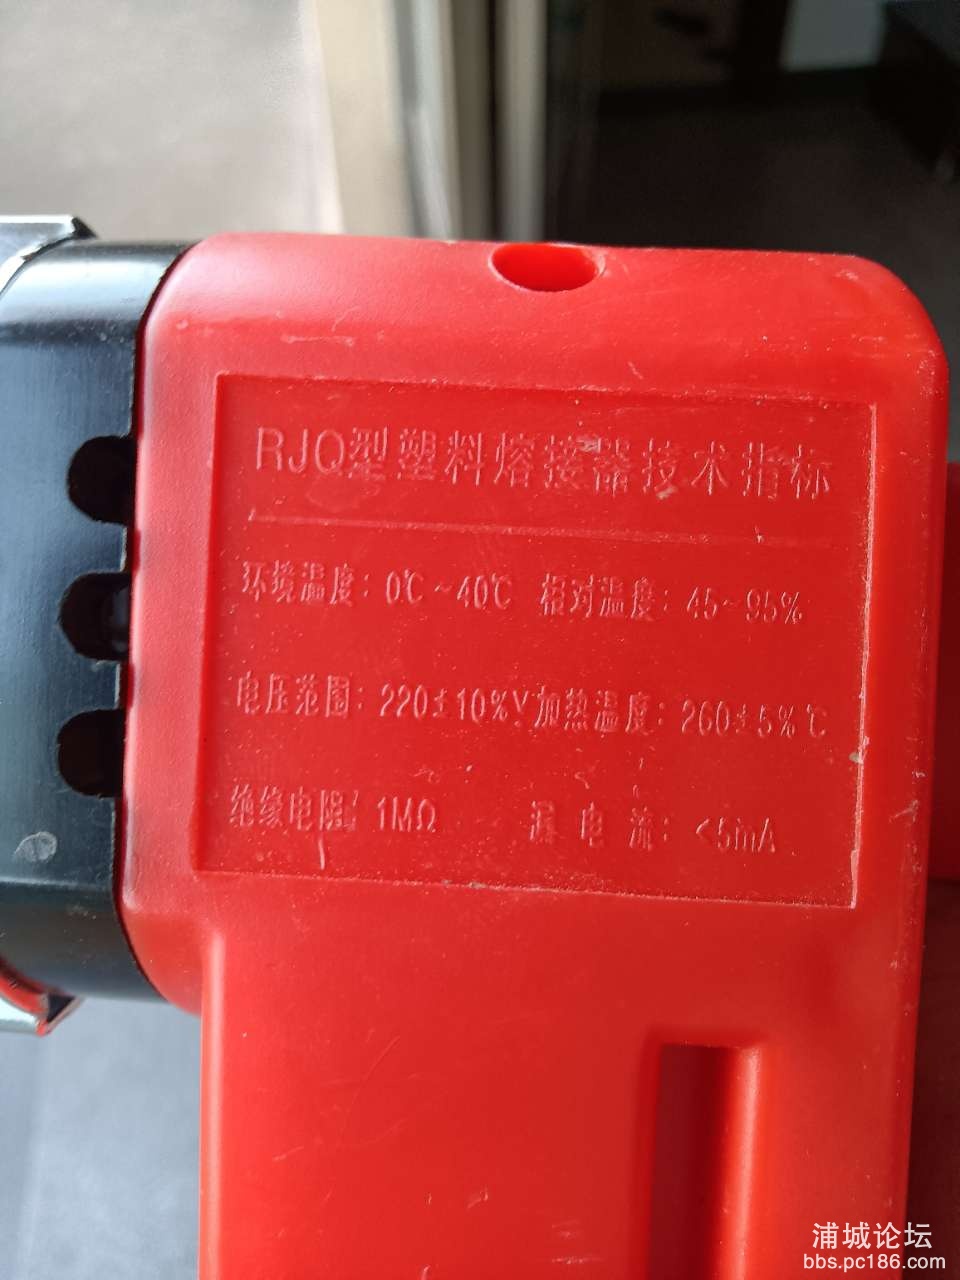 RJQ型塑料熔接器技术指标
环境温度：0℃~40℃ 相对温度：45~95%
电压范围：220±10%V 加热温度：260±5%℃
绝缘电阻：1MΩ 漏电流：<5mA
浦城论坛
bbs.pc186.com